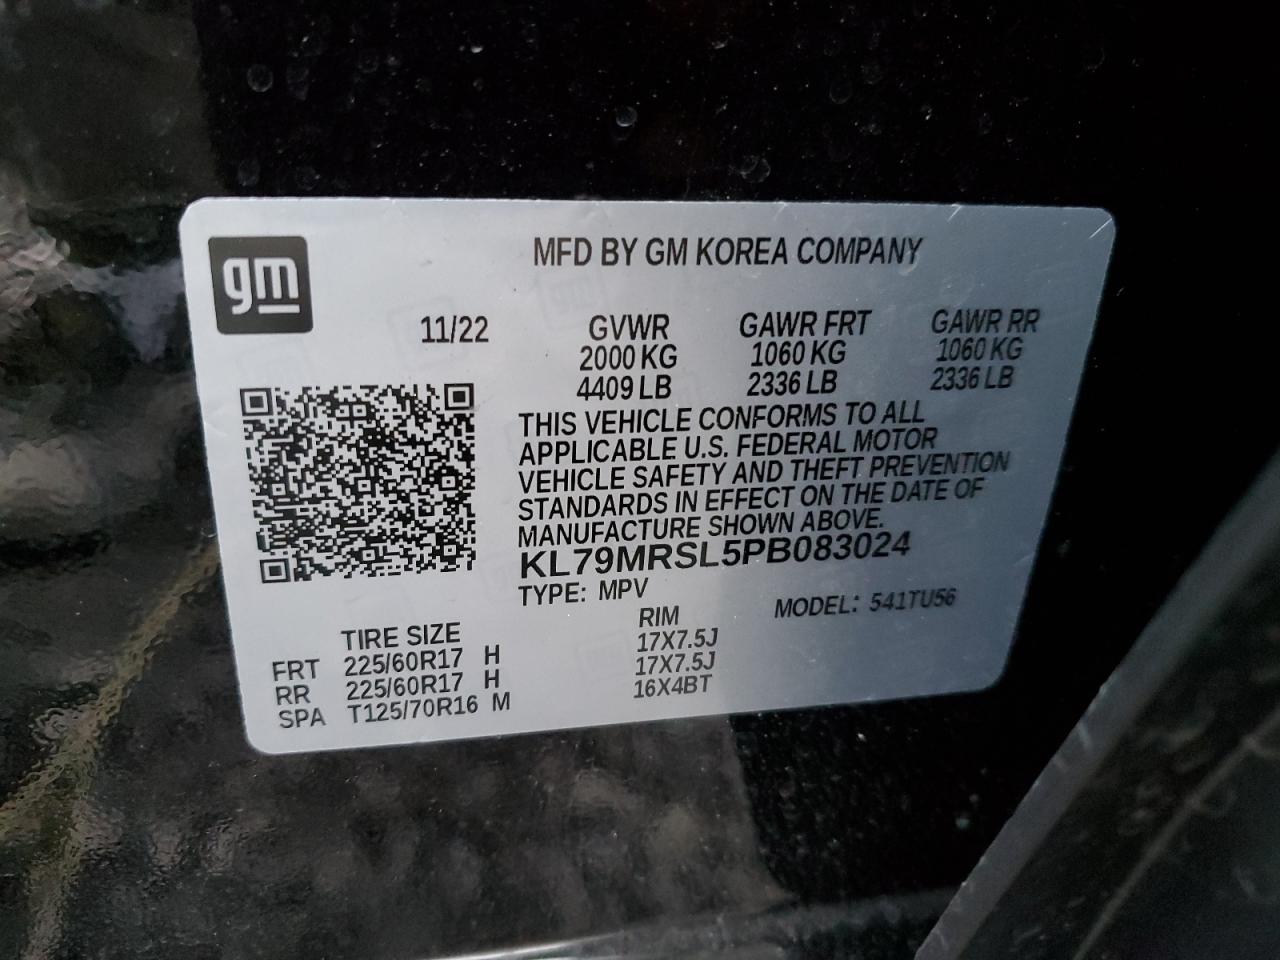 gm
MFD BY GM KOREA COMPANY
11/22
GVWR GAWR FRT GAWR RR
2000 KG 1060 KG 1060 KG
4409 LB 2336 LB 2336 LB
THIS VEHICLE CONFORMS TO ALL
APPLICABLE U.S. FEDERAL MOTOR
VEHICLE SAFETY AND THEFT PREVENTION
STANDARDS IN EFFECT ON THE DATE OF
MANUFACTURE SHOWN ABOVE.
KL79MRSL5PB083024
TYPE: MPV MODEL: 541TU56
TIRE SIZE RIM
FRT 225/60R17 H 17X7.5J
RR 225/60R17 H 17X7.5J
SPA T125/70R16 M 16X4BT